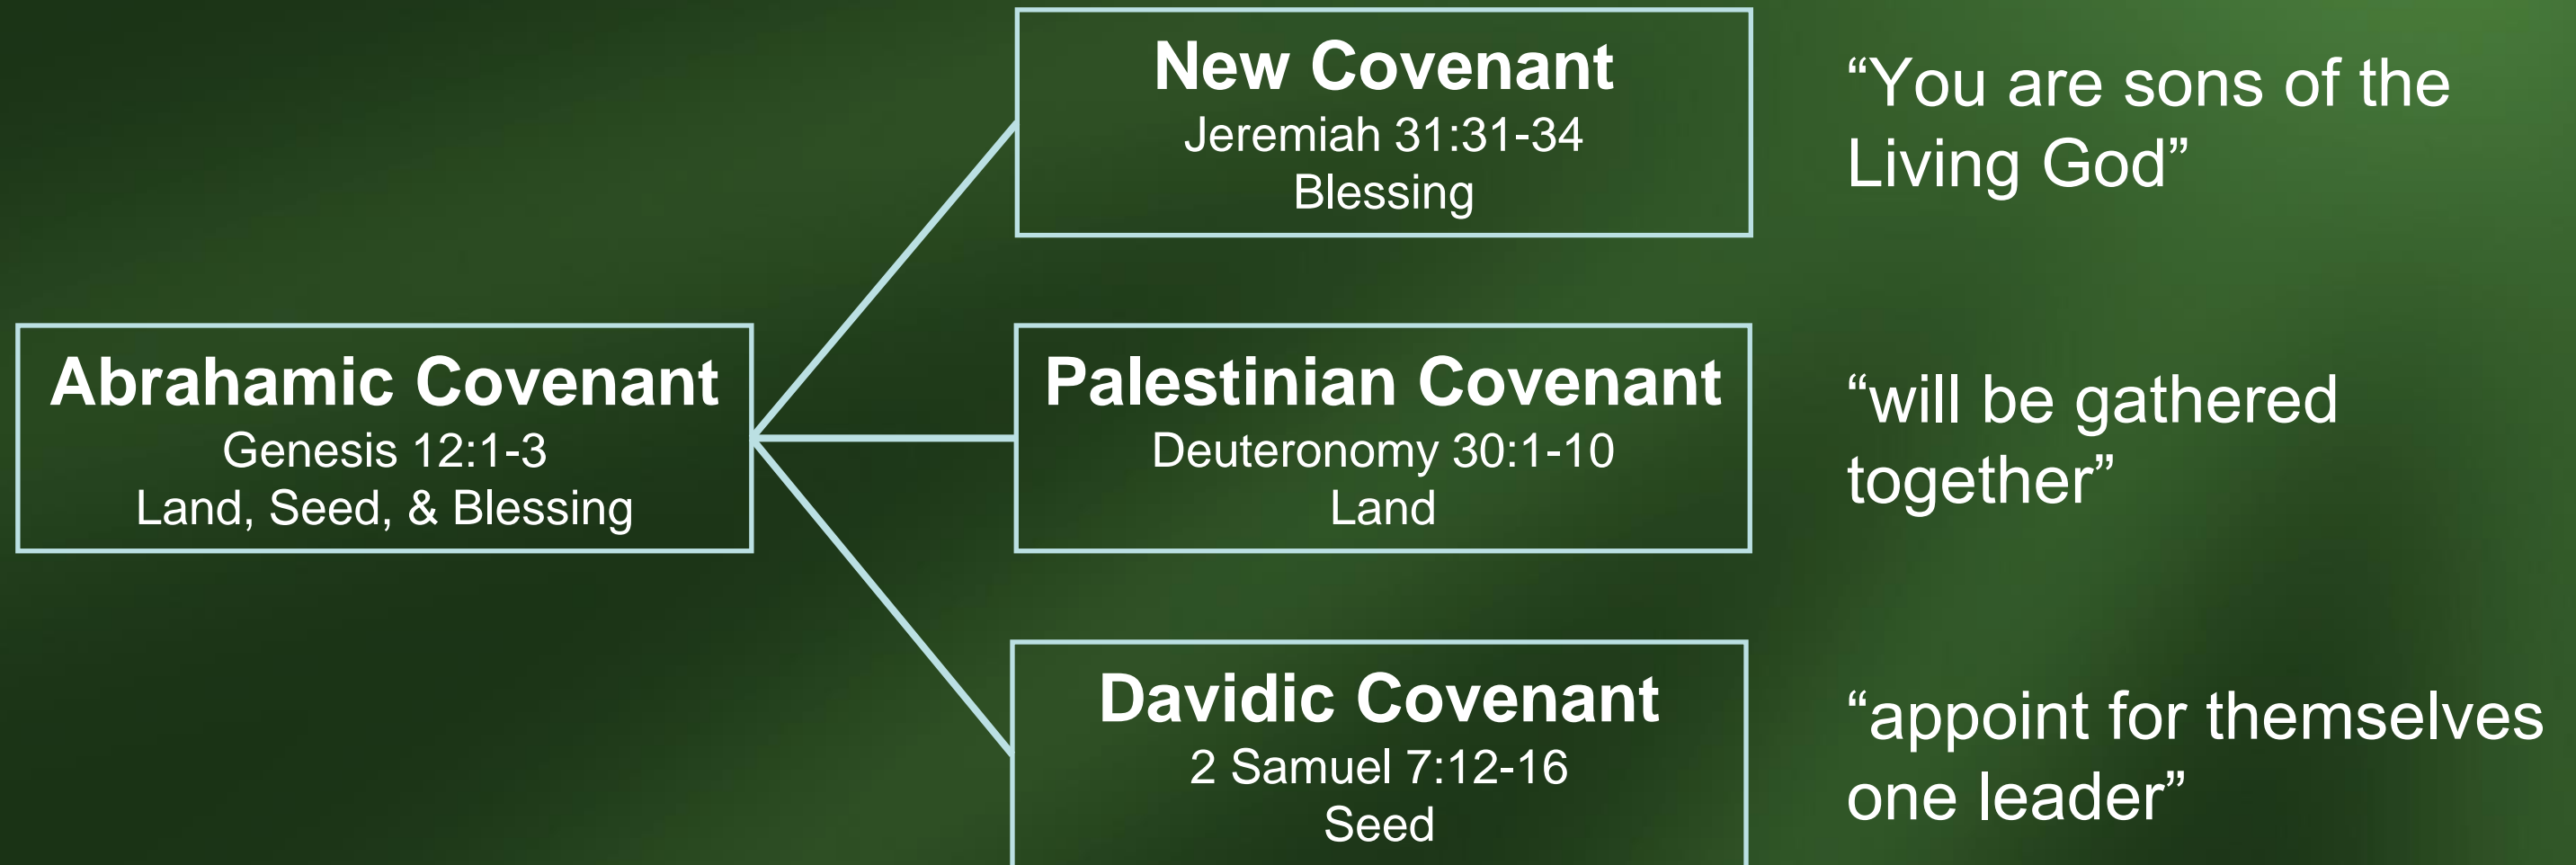 Abrahamic Covenant
Genesis 12:1-3
Land, Seed, & Blessing
New Covenant
Jeremiah 31:31-34
Blessing
“You are sons of the
Living God”
Palestinian Covenant
Deuteronomy 30:1-10
Land
“will be gathered
together”
Davidic Covenant
2 Samuel 7:12-16
Seed
“appoint for themselves
one leader”